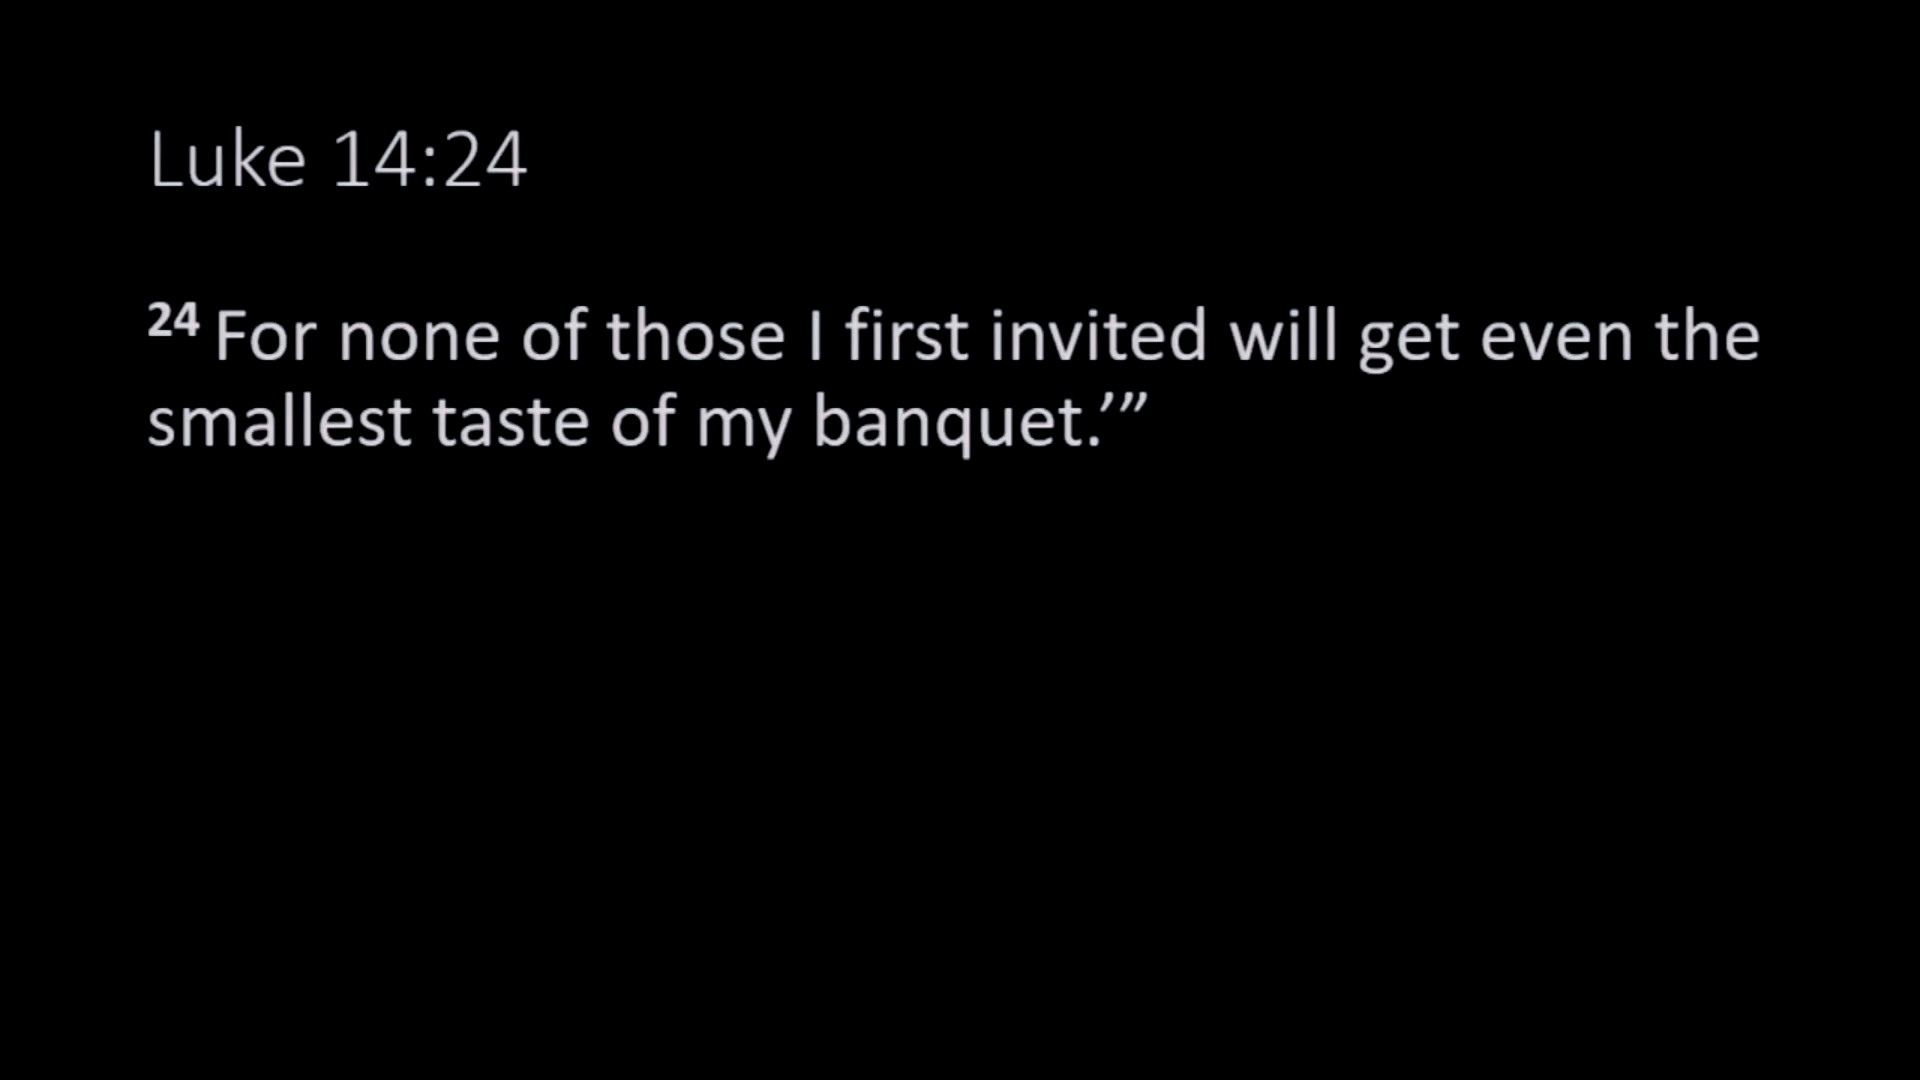 Luke 14:24
24 For none of those I first invited will get even the
smallest taste of my banquet.’”